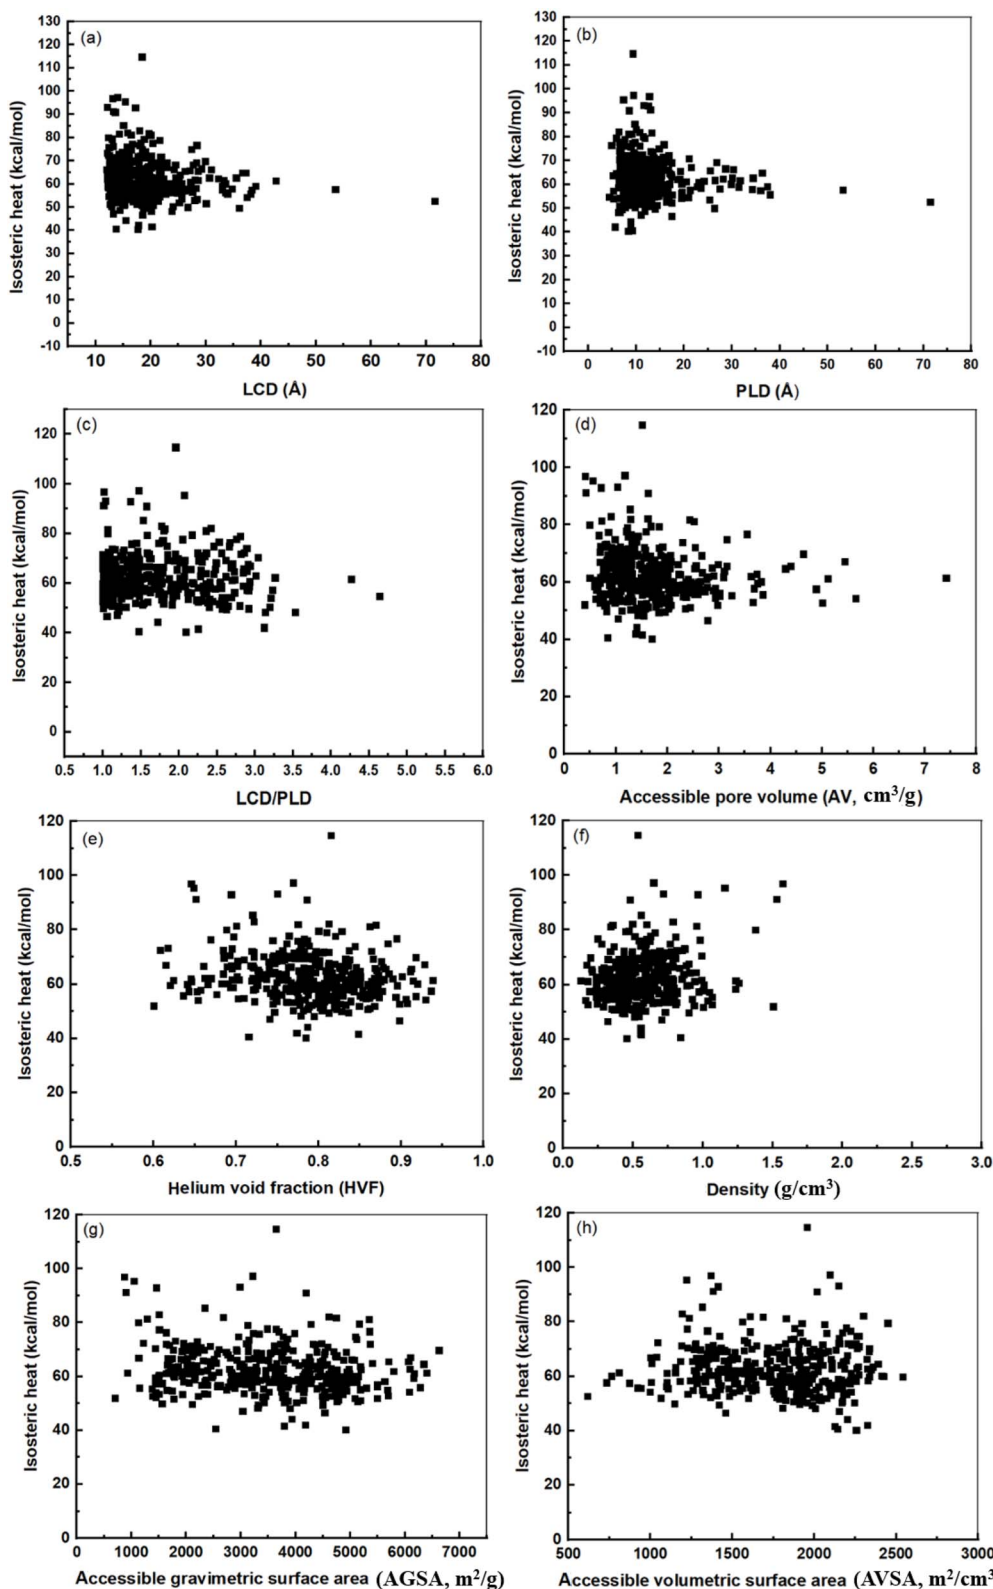 (a)
Isosteric heat (kcal/mol)
130
120
110
100
90
80
70
60
50
40
30
20
10
0
-10
10 20 30 40 50 60 70 80
LCD (Å)
(b)
Isosteric heat (kcal/mol)
130
120
110
100
90
80
70
60
50
40
30
20
10
0
-10
0 10 20 30 40 50 60 70 80
PLD (Å)
(c)
Isosteric heat (kcal/mol)
120
100
80
60
40
20
0
0.5 1.0 1.5 2.0 2.5 3.0 3.5 4.0 4.5 5.0 5.5 6.0
LCD/PLD
(d)
Isosteric heat (kcal/mol)
120
100
80
60
40
20
0
0 1 2 3 4 5 6 7 8
Accessible pore volume (AV, cm³/g)
(e)
Isosteric heat (kcal/mol)
120
100
80
60
40
20
0
0.5 0.6 0.7 0.8 0.9 1.0
Helium void fraction (HVF)
(f)
Isosteric heat (kcal/mol)
120
100
80
60
40
20
0
0.0 0.5 1.0 1.5 2.0 2.5 3.0
Density (g/cm³)
(g)
Isosteric heat (kcal/mol)
120
100
80
60
40
20
0
0 1000 2000 3000 4000 5000 6000 7000
Accessible gravimetric surface area (AGSA, m²/g)
(h)
Isosteric heat (kcal/mol)
120
100
80
60
40
20
0
500 1000 1500 2000 2500 3000
Accessible volumetric surface area (AVSA, m²/cm³